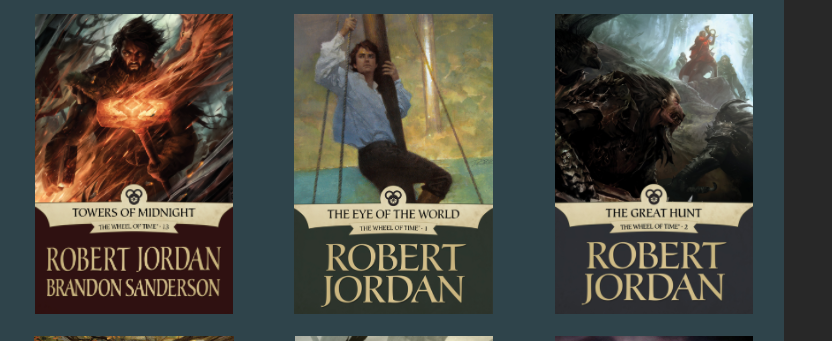 TOWERS OF MIDNIGHT
THE WHEEL OF TIME · 13
ROBERT JORDAN
BRANDON SANDERSON
THE EYE OF THE WORLD
THE WHEEL OF TIME · 1
ROBERT
JORDAN
THE GREAT HUNT
THE WHEEL OF TIME · 2
ROBERT
JORDAN